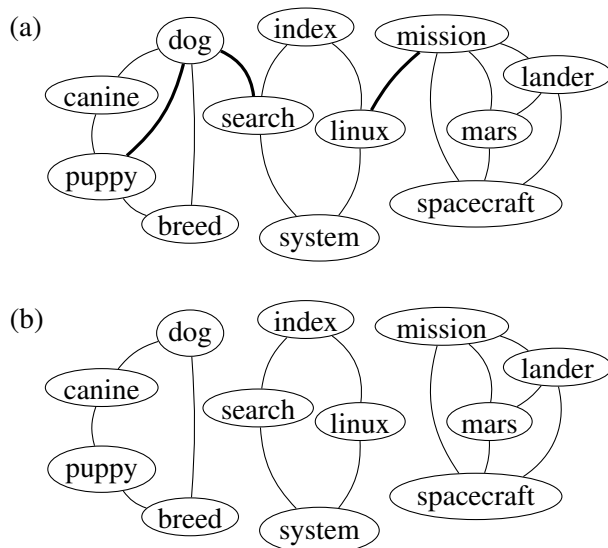 (a)
dog
index
mission
lander
canine
search
linux
mars
puppy
spacecraft
breed
system
(b)
dog
index
mission
lander
canine
search
linux
mars
puppy
spacecraft
breed
system